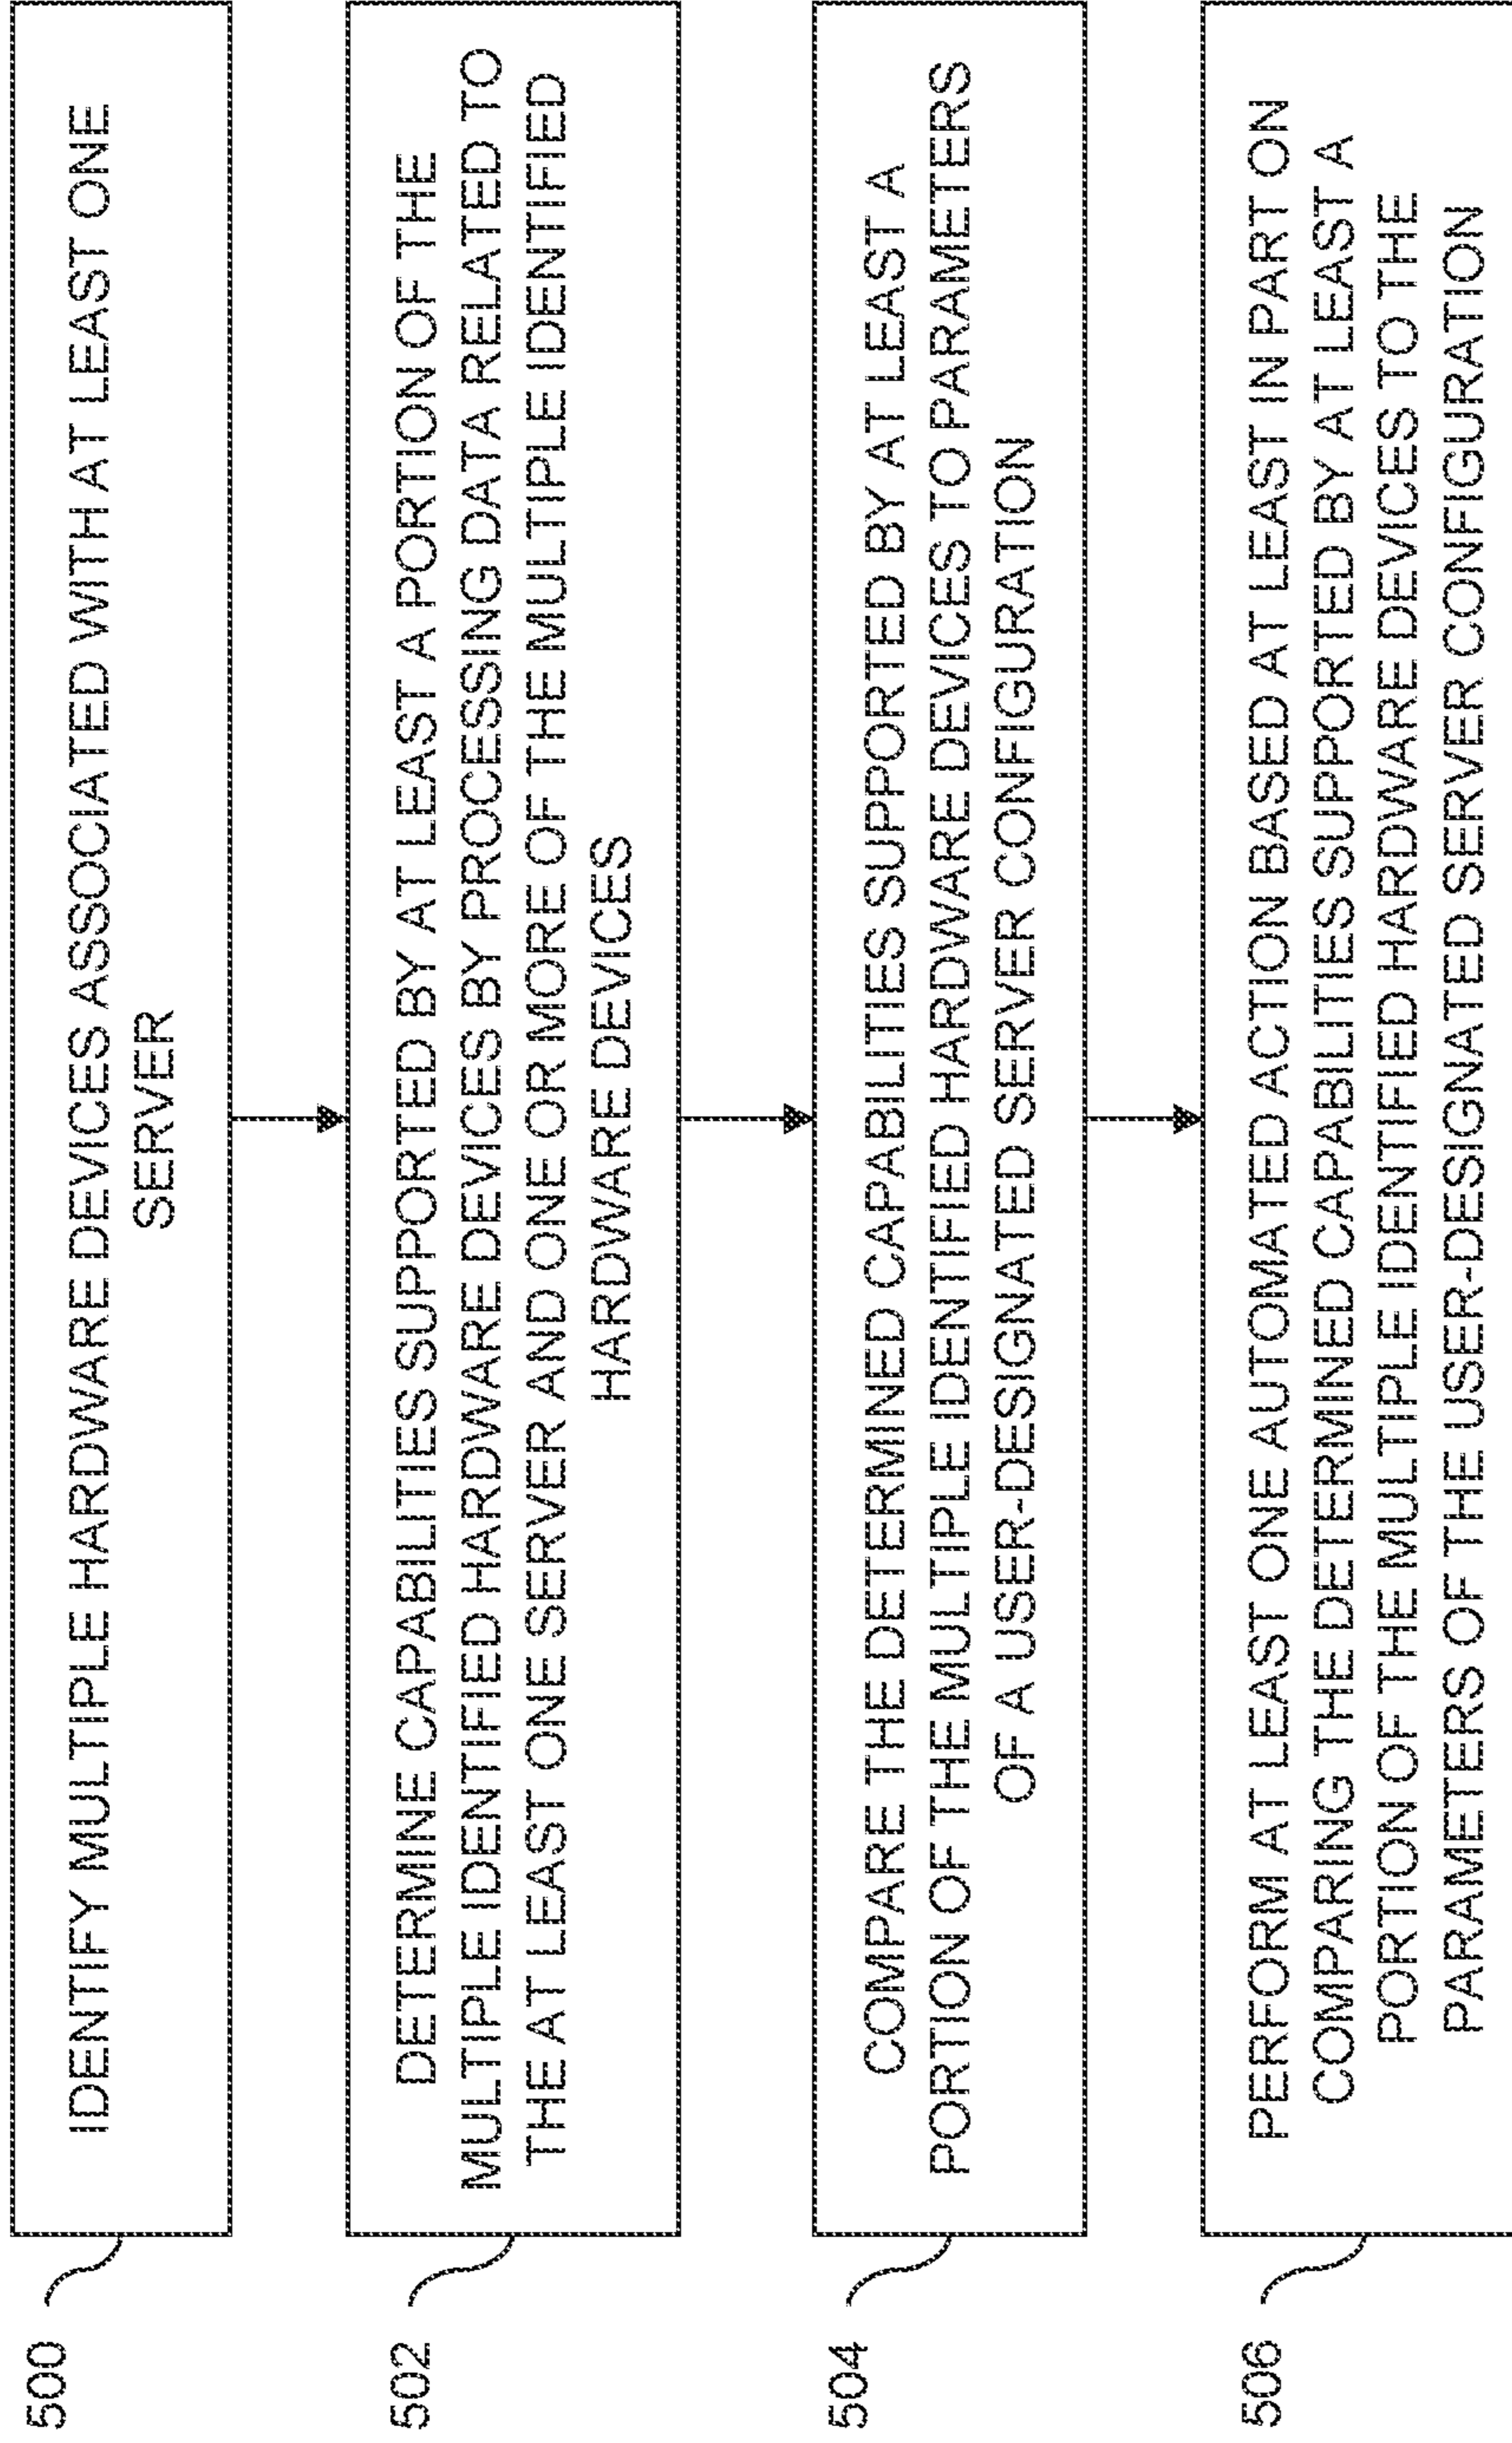 500
IDENTIFY MULTIPLE HARDWARE DEVICES ASSOCIATED WITH AT LEAST ONE
SERVER
502
DETERMINE CAPABILITIES SUPPORTED BY AT LEAST A PORTION OF THE
MULTIPLE IDENTIFIED HARDWARE DEVICES BY PROCESSING DATA RELATED TO
THE AT LEAST ONE SERVER AND ONE OR MORE OF THE MULTIPLE IDENTIFIED
HARDWARE DEVICES
504
COMPARE THE DETERMINED CAPABILITIES SUPPORTED BY AT LEAST A
PORTION OF THE MULTIPLE IDENTIFIED HARDWARE DEVICES TO PARAMETERS
OF A USER-DESIGNATED SERVER CONFIGURATION
506
PERFORM AT LEAST ONE AUTOMATED ACTION BASED AT LEAST IN PART ON
COMPARING THE DETERMINED CAPABILITIES SUPPORTED BY AT LEAST A
PORTION OF THE MULTIPLE IDENTIFIED HARDWARE DEVICES TO THE
PARAMETERS OF THE USER-DESIGNATED SERVER CONFIGURATION